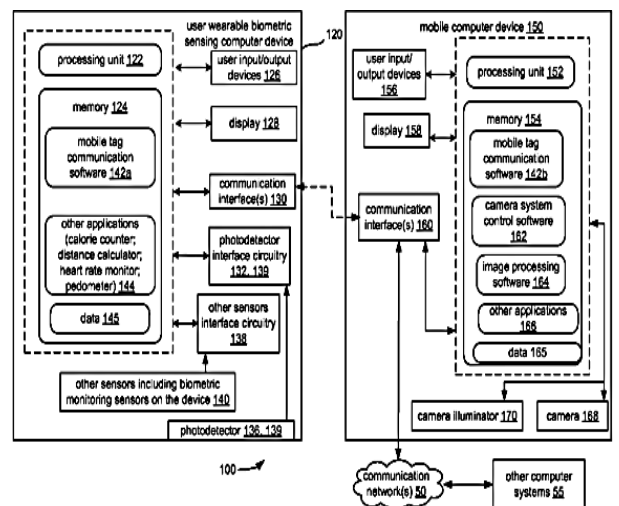 user wearable biometric
sensing computer device
120
processing unit 122
user input/output
devices 126
memory 124
display 128
mobile tag
communication
software 142a
communication
interface(s) 130
other applications
(calorie counter;
distance calculator;
heart rate monitor;
pedometer) 144
photodetector
interface circuitry
132, 139
data 145
other sensors
interface circuitry
138
other sensors including biometric
monitoring sensors on the device 140
photodetector 136, 139
100
mobile computer device 150
user input/
output devices
156
processing unit 152
memory 154
display 158
mobile tag
communication
software 142b
communication
interface(s) 160
camera system
control software
162
image processing
software 164
other applications
166
data 165
camera illuminator 170
camera 168
communication
network(s) 50
other computer
systems 55